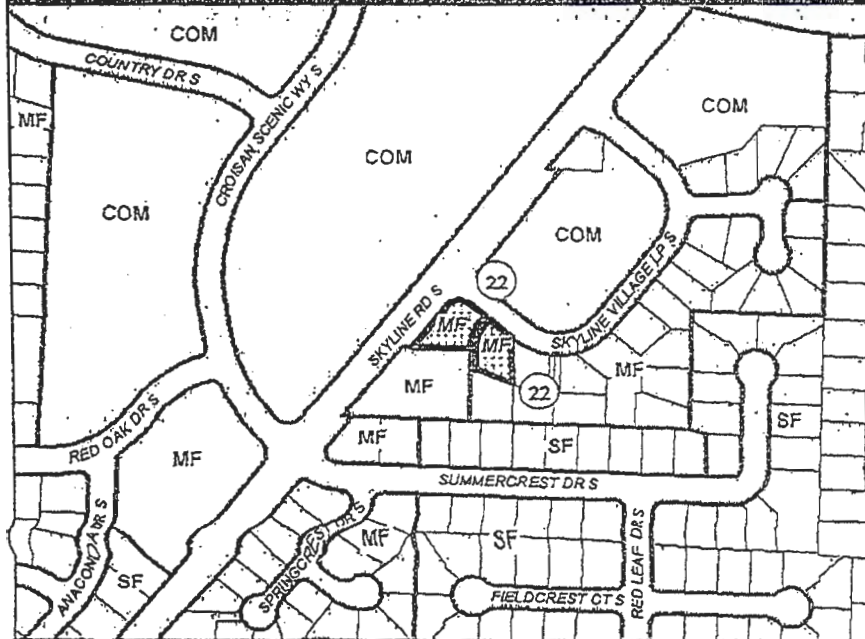 COM
COUNTRY DR S
CROISAN SCENIC WY S
COM
MF
COM
COM
COM
22
SKYLINE RD S
SKYLINE VILLAGE LP S
MF
MF
MF
MF
22
SF
RED OAK DR S
MF
MF
SF
SUMMERCREST DR S
ANACONDA DR S
SF
SPRINGCREST DR S
MF
SF
RED LEAF DR S
FIELDCREST CT S